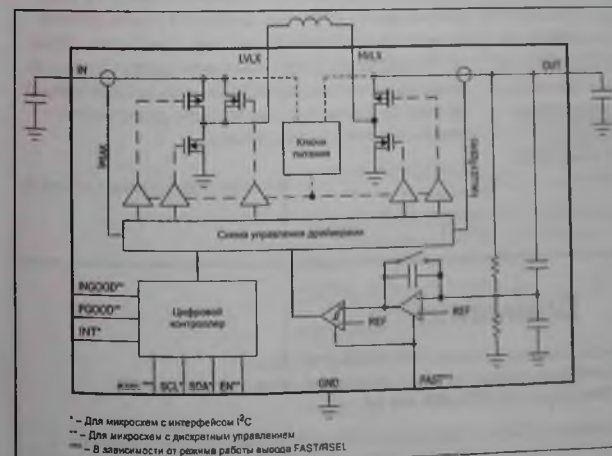 LVLX HVLX
IN OUT
Ключи
питания
Схема управления драйверами
INGOOD**
PGOOD**
INT*
Цифровой
контроллер
REF REF
SCL* SDA* EN**
GND FAST***
* – Для микросхем с интерфейсом I²C
** – Для микросхем с дискретным управлением
*** – В зависимости от режима работы вывода FAST/RSEL